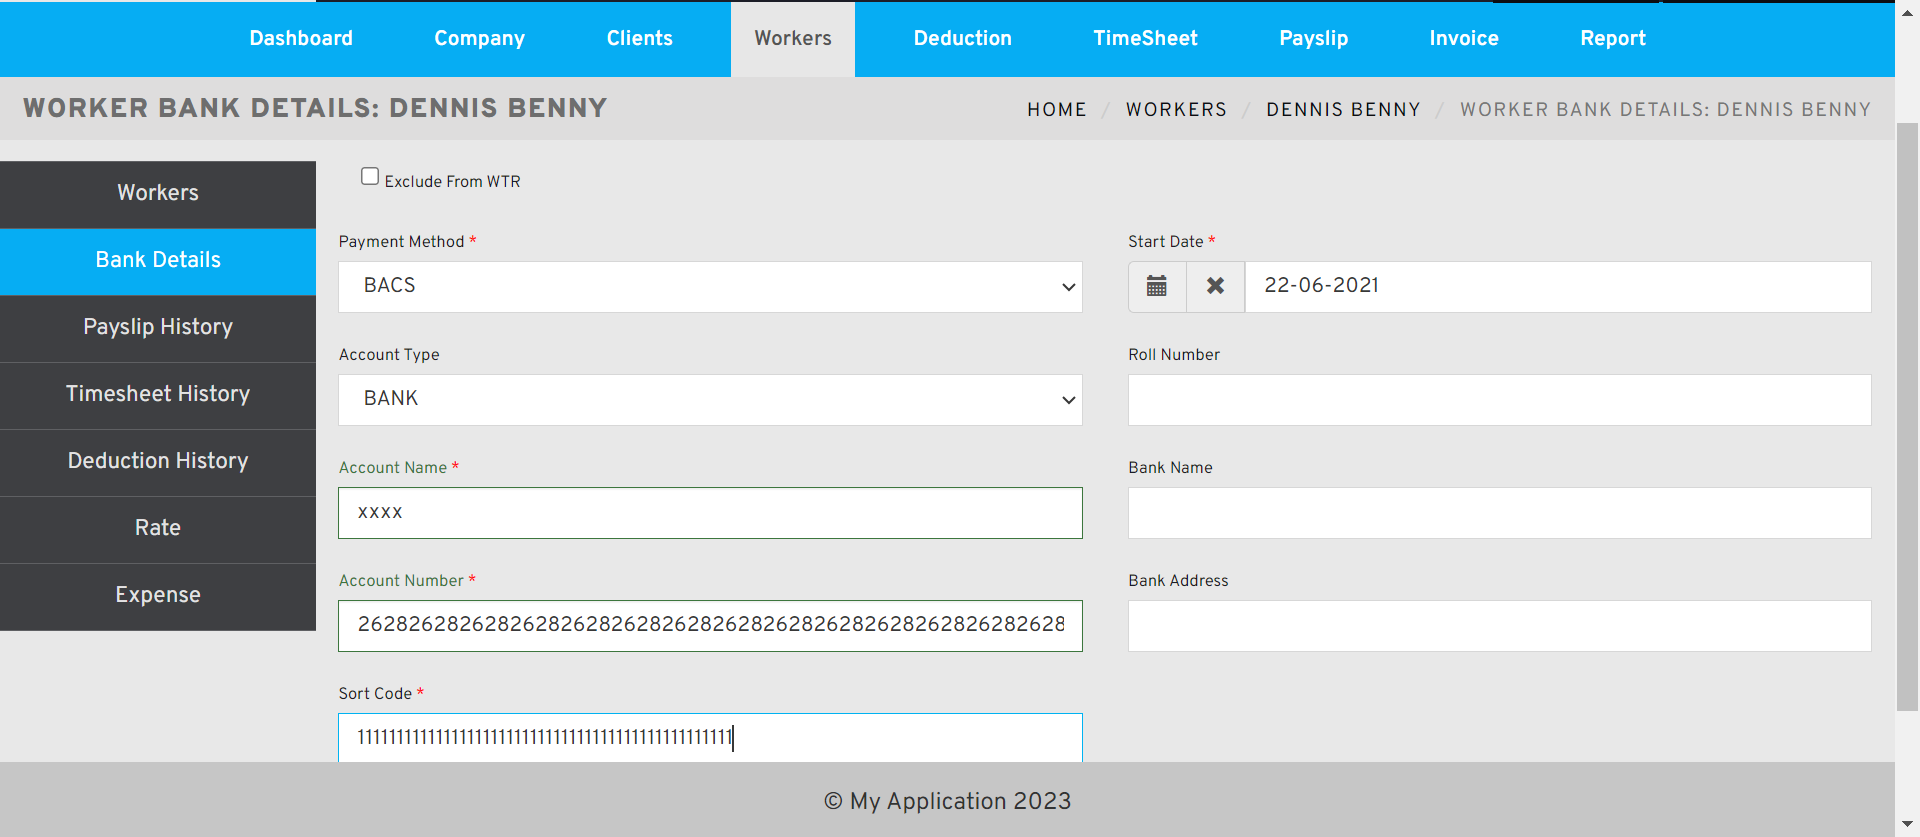 Dashboard Company Clients Workers Deduction TimeSheet Payslip Invoice Report
WORKER BANK DETAILS: DENNIS BENNY
HOME / WORKERS / DENNIS BENNY / WORKER BANK DETAILS: DENNIS BENNY
Workers
Bank Details
Payslip History
Timesheet History
Deduction History
Rate
Expense
Exclude From WTR
Payment Method *
BACS
Start Date *
22-06-2021
Account Type
BANK
Roll Number
Account Name *
xxxx
Bank Name
Account Number *
26282628262826282628262826282628262826282628262826282628
Bank Address
Sort Code *
© My Application 2023